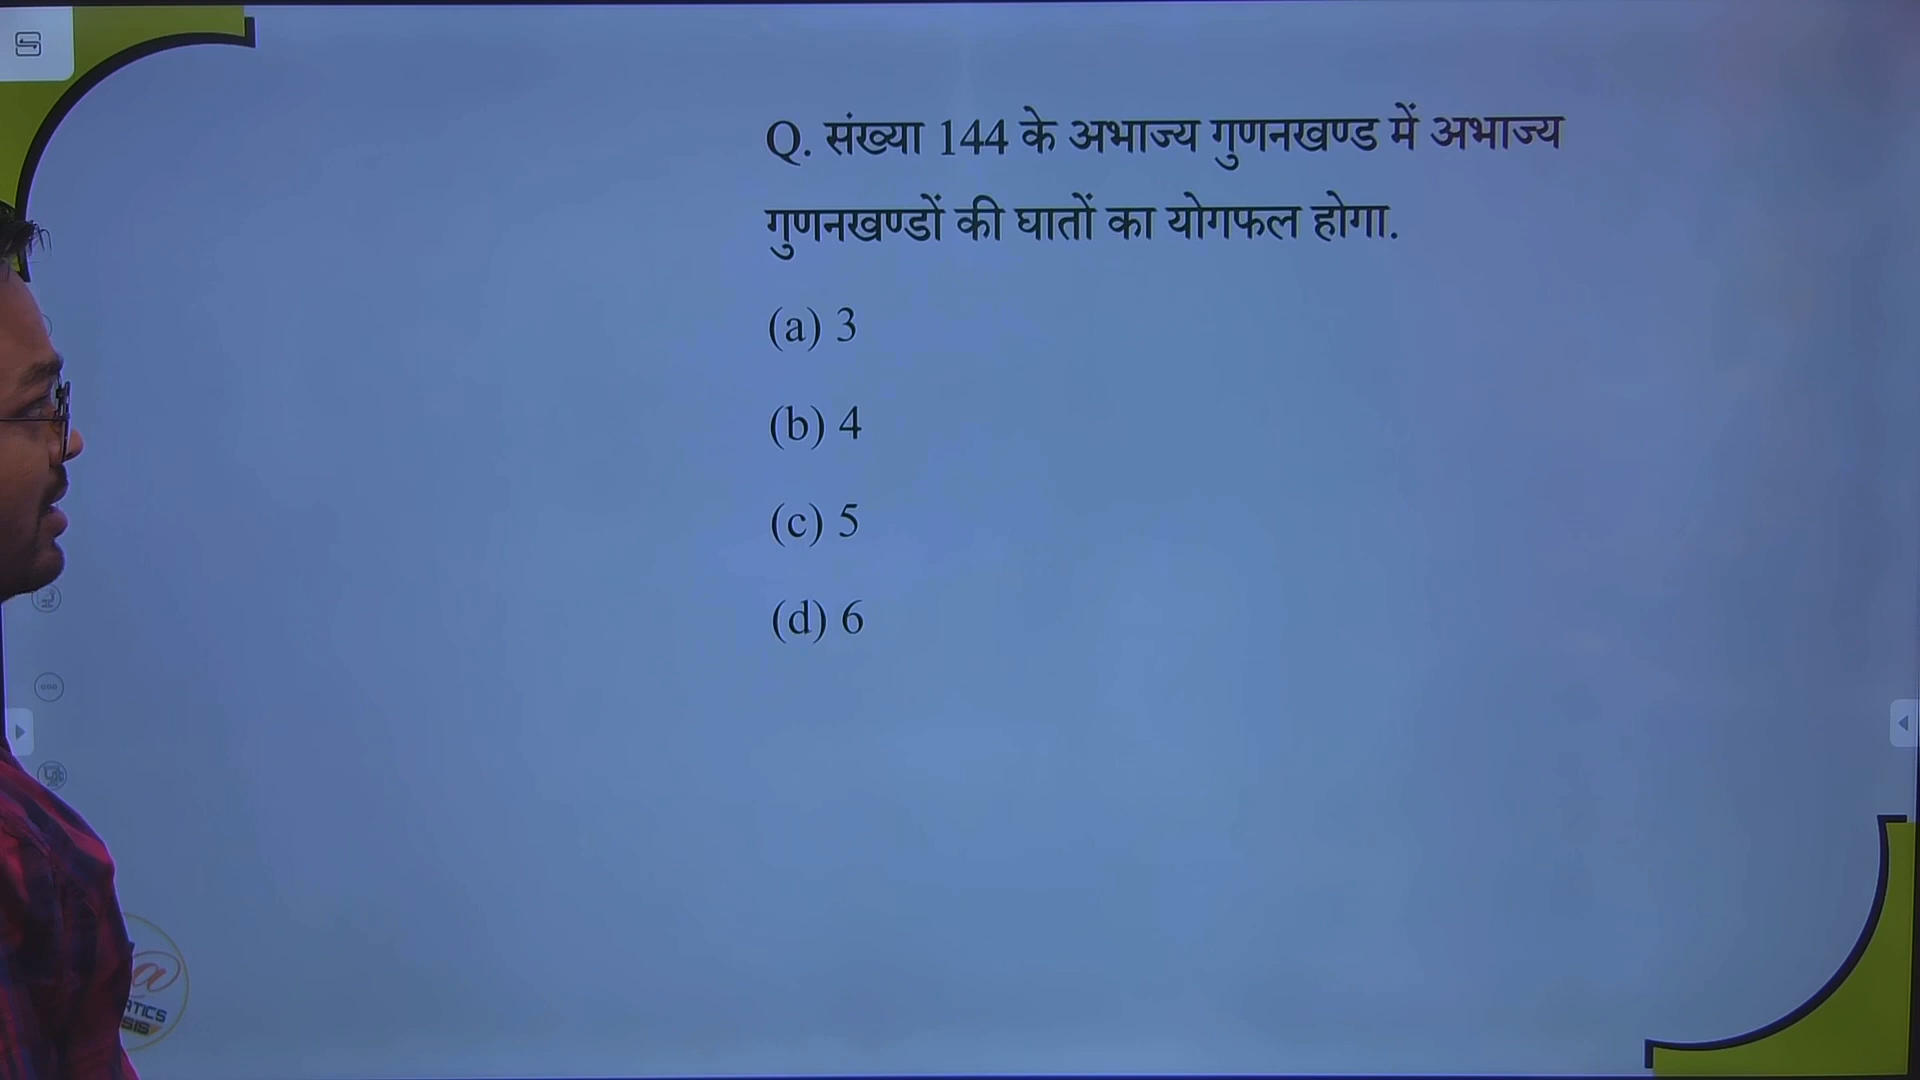 Q. संख्या 144 के अभाज्य गुणनखण्ड में अभाज्य
गुणनखण्डों की घातों का योगफल होगा.
(a) 3
(b) 4
(c) 5
(d) 6